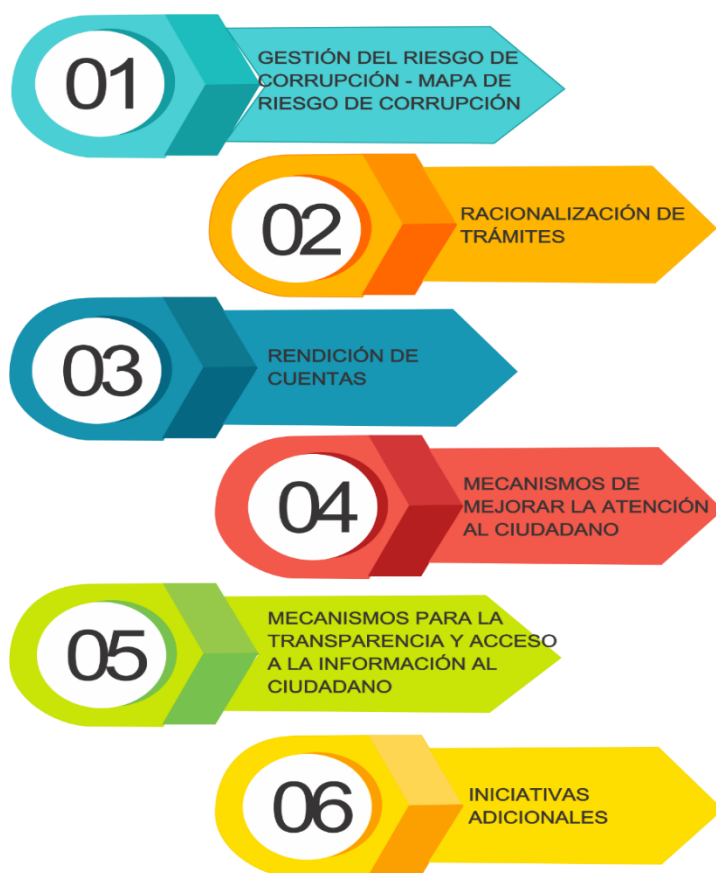 01
GESTIÓN DEL RIESGO DE
CORRUPCIÓN - MAPA DE
RIESGO DE CORRUPCIÓN
02
RACIONALIZACIÓN DE
TRÁMITES
03
RENDICIÓN DE
CUENTAS
04
MECANISMOS DE
MEJORAR LA ATENCIÓN
AL CIUDADANO
05
MECANISMOS PARA LA
TRANSPARENCIA Y ACCESO
A LA INFORMACIÓN AL
CIUDADANO
06
INICIATIVAS
ADICIONALES